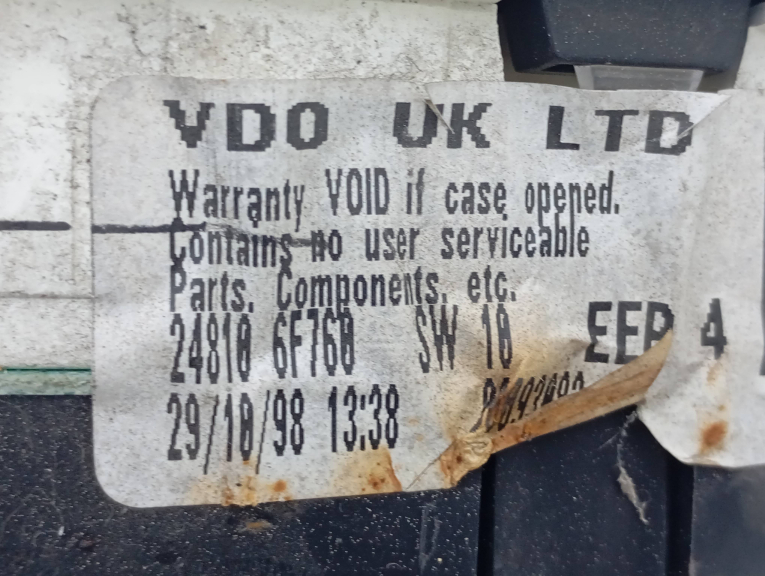 VDO UK LTD
Warranty VOID if case opened.
Contains no user serviceable
Parts. Components. etc.
24810 6F760 SW 10 EEP 4
29/10/98 13:38